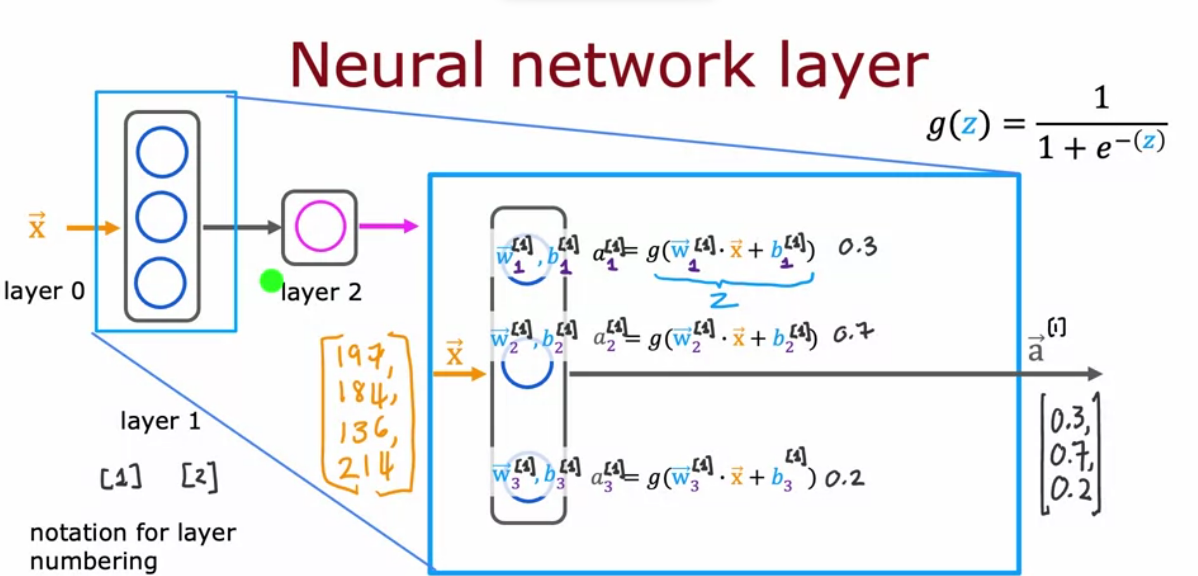 Neural network layer
g(z) = 1 / (1 + e^-(z))
x⃗
layer 0
layer 1
layer 2
[1] [2]
notation for layer
numbering
[197,
184,
136,
214]
x⃗
w⃗₁^[1], b₁^[1] a₁^[1] = g(w⃗₁^[1] · x⃗ + b₁^[1]) 0.3
z
w⃗₂^[1], b₂^[1] a₂^[1] = g(w⃗₂^[1] · x⃗ + b₂^[1]) 0.7
w⃗₃^[1], b₃^[1] a₃^[1] = g(w⃗₃^[1] · x⃗ + b₃^[1]) 0.2
a⃗^[1]
[0.3,
0.7,
0.2]